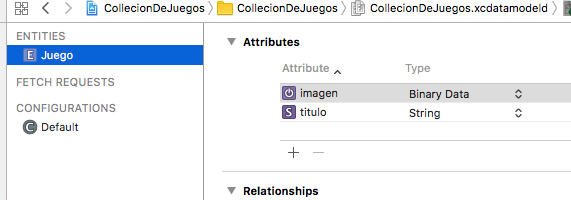 CollecionDeJuegos CollecionDeJuegos CollecionDeJuegos.xcdatamodeld
ENTITIES
E Juego
FETCH REQUESTS
CONFIGURATIONS
C Default
Attributes
Attribute Type
imagen Binary Data
S titulo String
+ −
Relationships